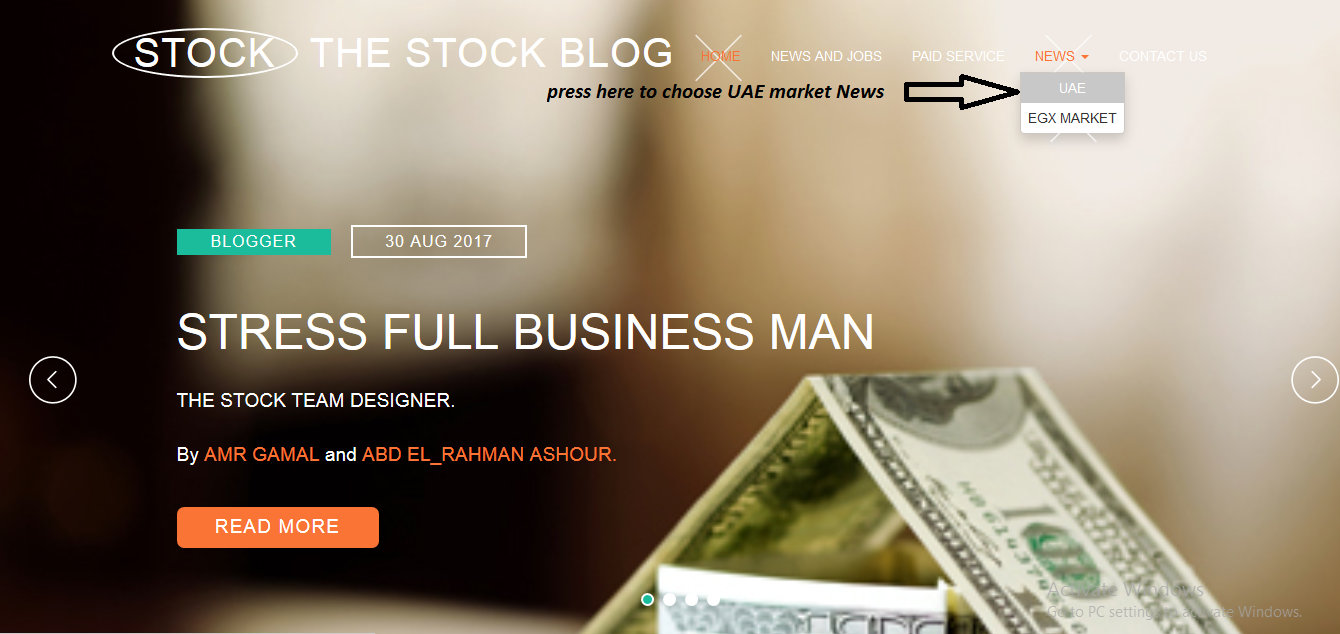 STOCK THE STOCK BLOG
HOME NEWS AND JOBS PAID SERVICE NEWS CONTACT US
press here to choose UAE market News
UAE
EGX MARKET
BLOGGER 30 AUG 2017
STRESS FULL BUSINESS MAN
THE STOCK TEAM DESIGNER.
By AMR GAMAL and ABD EL_RAHMAN ASHOUR.
READ MORE
Activate Windows
Go to PC settings to activate Windows.